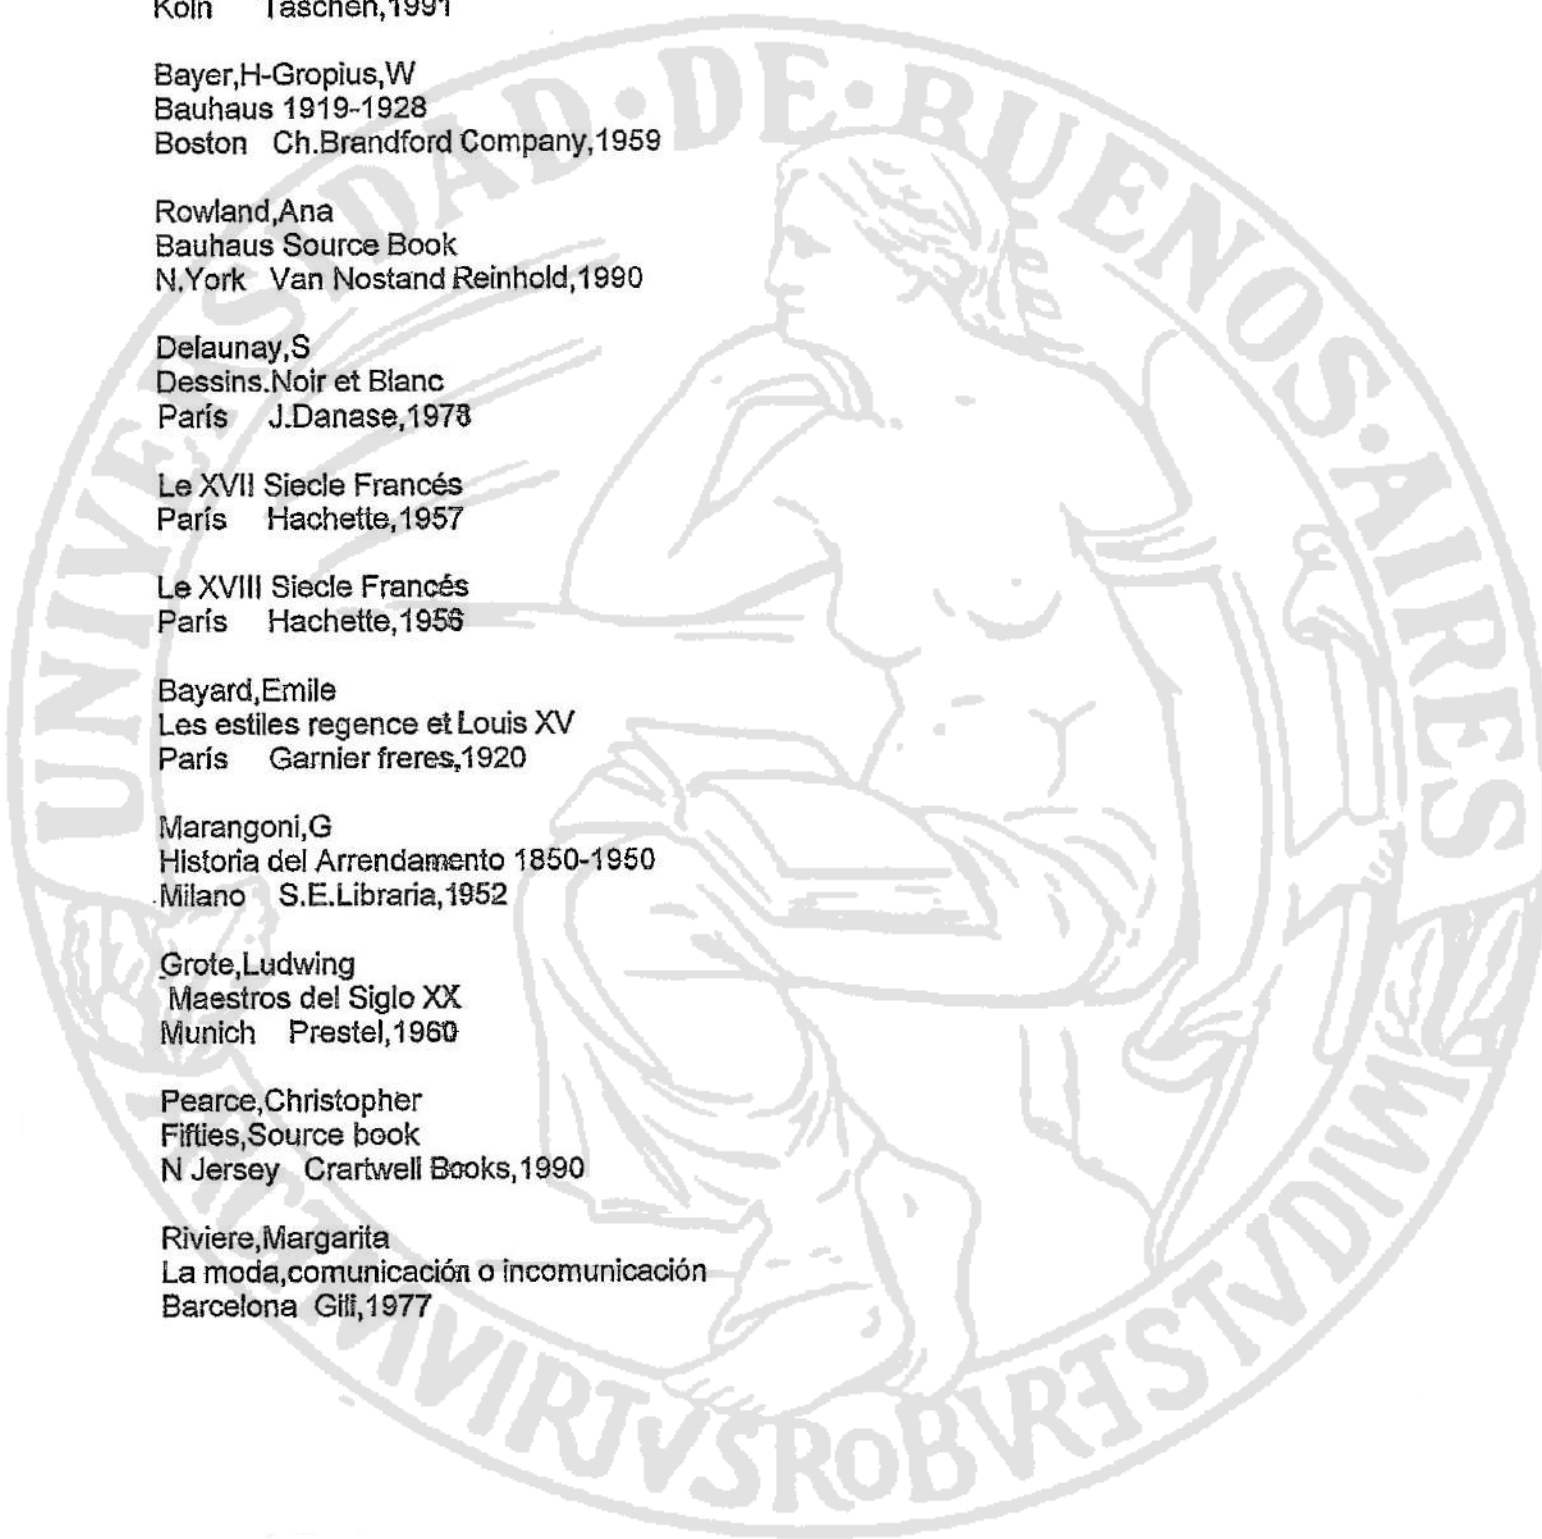 Koln Taschen,1991
Bayer,H-Gropius,W
Bauhaus 1919-1928
Boston Ch.Brandford Company,1959
Rowland,Ana
Bauhaus Source Book
N.York Van Nostand Reinhold,1990
Delaunay,S
Dessins.Noir et Blanc
París J.Danase,1978
Le XVII Siecle Francés
París Hachette,1957
Le XVIII Siecle Francés
París Hachette,1956
Bayard,Emile
Les estiles regence et Louis XV
París Garnier freres,1920
Marangoni,G
Historia del Arrendamento 1850-1950
Milano S.E.Libraria,1952
Grote,Ludwing
Maestros del Siglo XX
Munich Prestel,1960
Pearce,Christopher
Fifties,Source book
N Jersey Crartwell Books,1990
Riviere,Margarita
La moda,comunicación o incomunicación
Barcelona Gili,1977
UNIVERSIDAD·DE·BUENOS·AIRES
ARGTMVIRTVSROBVRETSTVDIVM